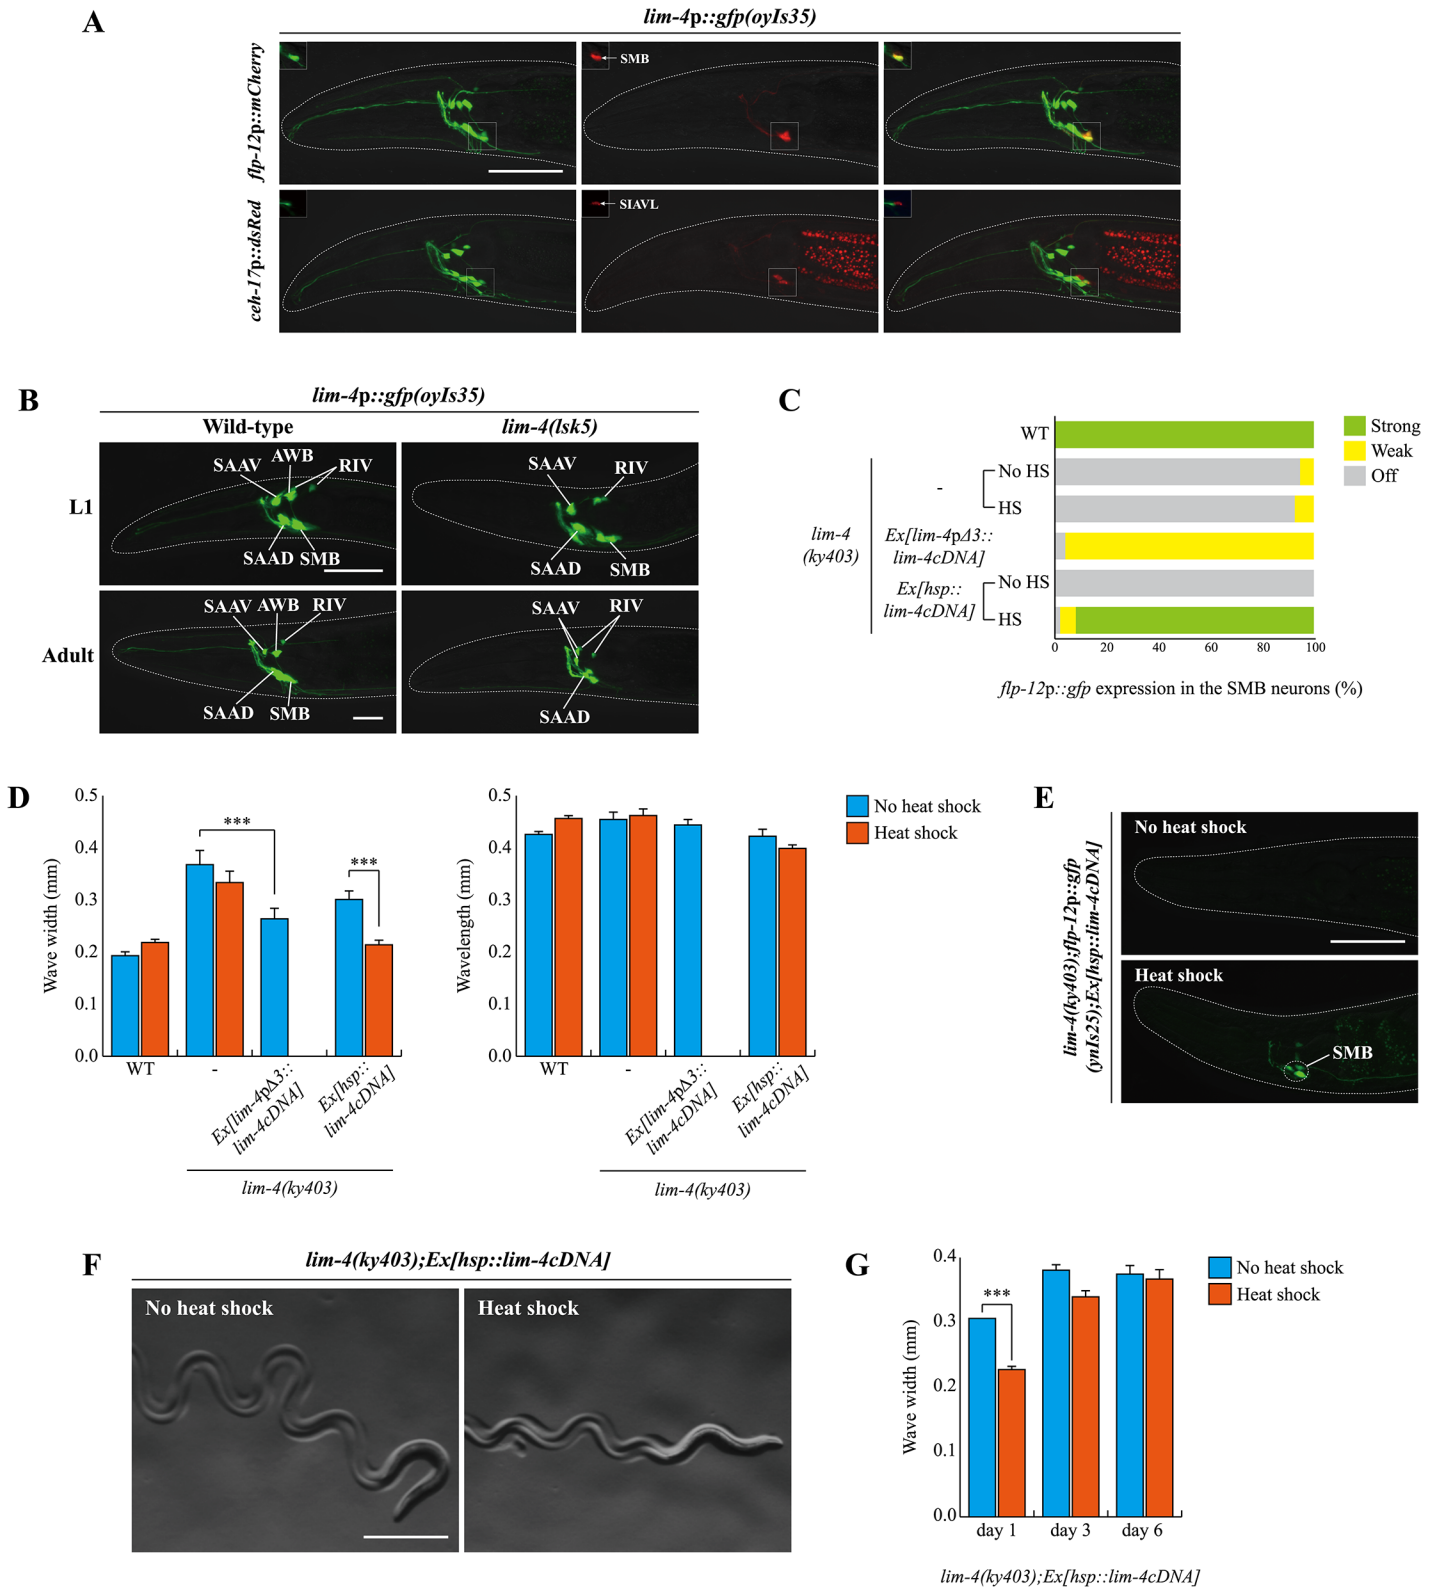 A
lim-4p::gfp(oyIs35)
flp-12p::mCherry
SMB
ceh-17p::dsRed
SIAVL
B
lim-4p::gfp(oyIs35)
Wild-type
lim-4(lsk5)
L1
SAAV AWB RIV
SAAD SMB
SAAV RIV
SAAD SMB
Adult
SAAV AWB RIV
SAAD SMB
SAAV RIV
SAAD
C
WT
Strong
Weak
Off
lim-4
(ky403)
-
No HS
HS
Ex[lim-4pΔ3::
lim-4cDNA]
Ex[hsp::
lim-4cDNA]
No HS
HS
0 20 40 60 80 100
flp-12p::gfp expression in the SMB neurons (%)
D
Wave width (mm)
0.5
0.4
0.3
0.2
0.1
0.0
***
***
WT
-
Ex[lim-4pΔ3::
lim-4cDNA]
Ex[hsp::
lim-4cDNA]
lim-4(ky403)
Wavelength (mm)
0.5
0.4
0.3
0.2
0.1
0.0
WT
-
Ex[lim-4pΔ3::
lim-4cDNA]
Ex[hsp::
lim-4cDNA]
lim-4(ky403)
No heat shock
Heat shock
E
lim-4(ky403);flp-12p::gfp
(ynIs25);Ex[hsp::lim-4cDNA]
No heat shock
Heat shock
SMB
F
lim-4(ky403);Ex[hsp::lim-4cDNA]
No heat shock
Heat shock
G
Wave width (mm)
0.4
0.3
0.2
0.1
0.0
***
day 1 day 3 day 6
No heat shock
Heat shock
lim-4(ky403);Ex[hsp::lim-4cDNA]